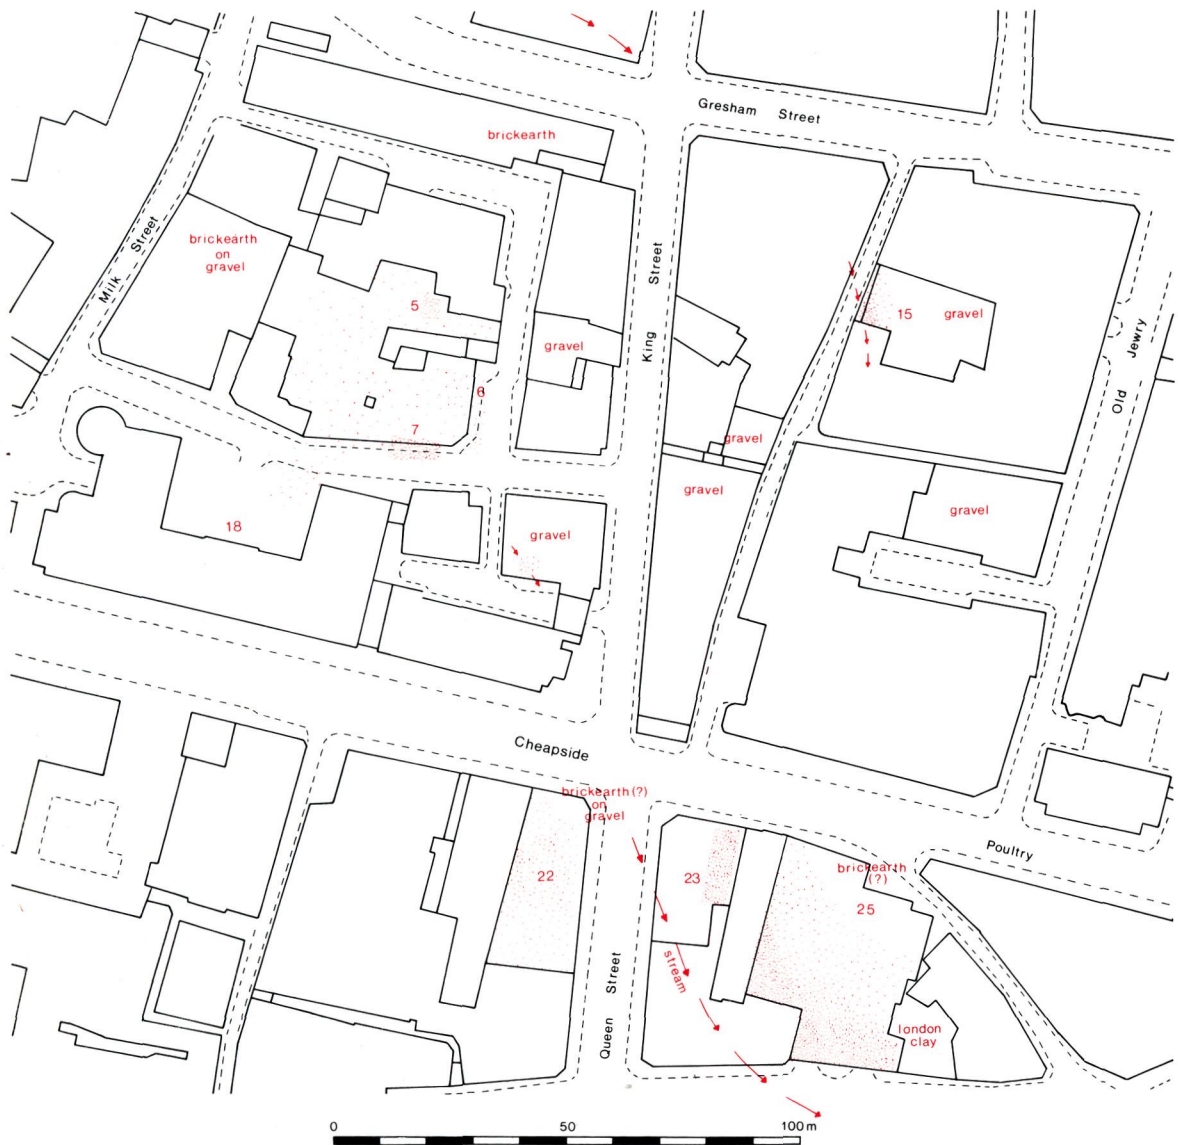 Gresham Street
brickearth
Milk Street
brickearth
on
gravel
King Street
5
15
gravel
Old Jewry
gravel
6
7
gravel
gravel
gravel
18
gravel
Cheapside
brickearth(?)
on
gravel
Poultry
22
23
brickearth
(?)
25
stream
Queen Street
london
clay
0 50 100m